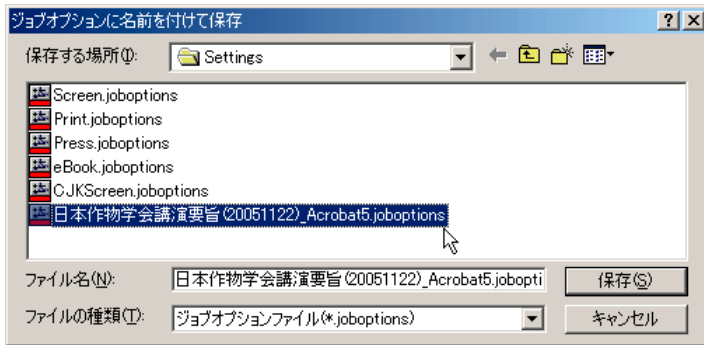 ジョブオプションに名前を付けて保存
保存する場所(I): Settings
Screen.joboptions
Print.joboptions
Press.joboptions
eBook.joboptions
CJKScreen.joboptions
日本作物学会講演要旨(20051122)_Acrobat5.joboptions
ファイル名(N): 日本作物学会講演要旨(20051122)_Acrobat5.jobopti 保存(S)
ファイルの種類(T): ジョブオプションファイル(*.joboptions) キャンセル